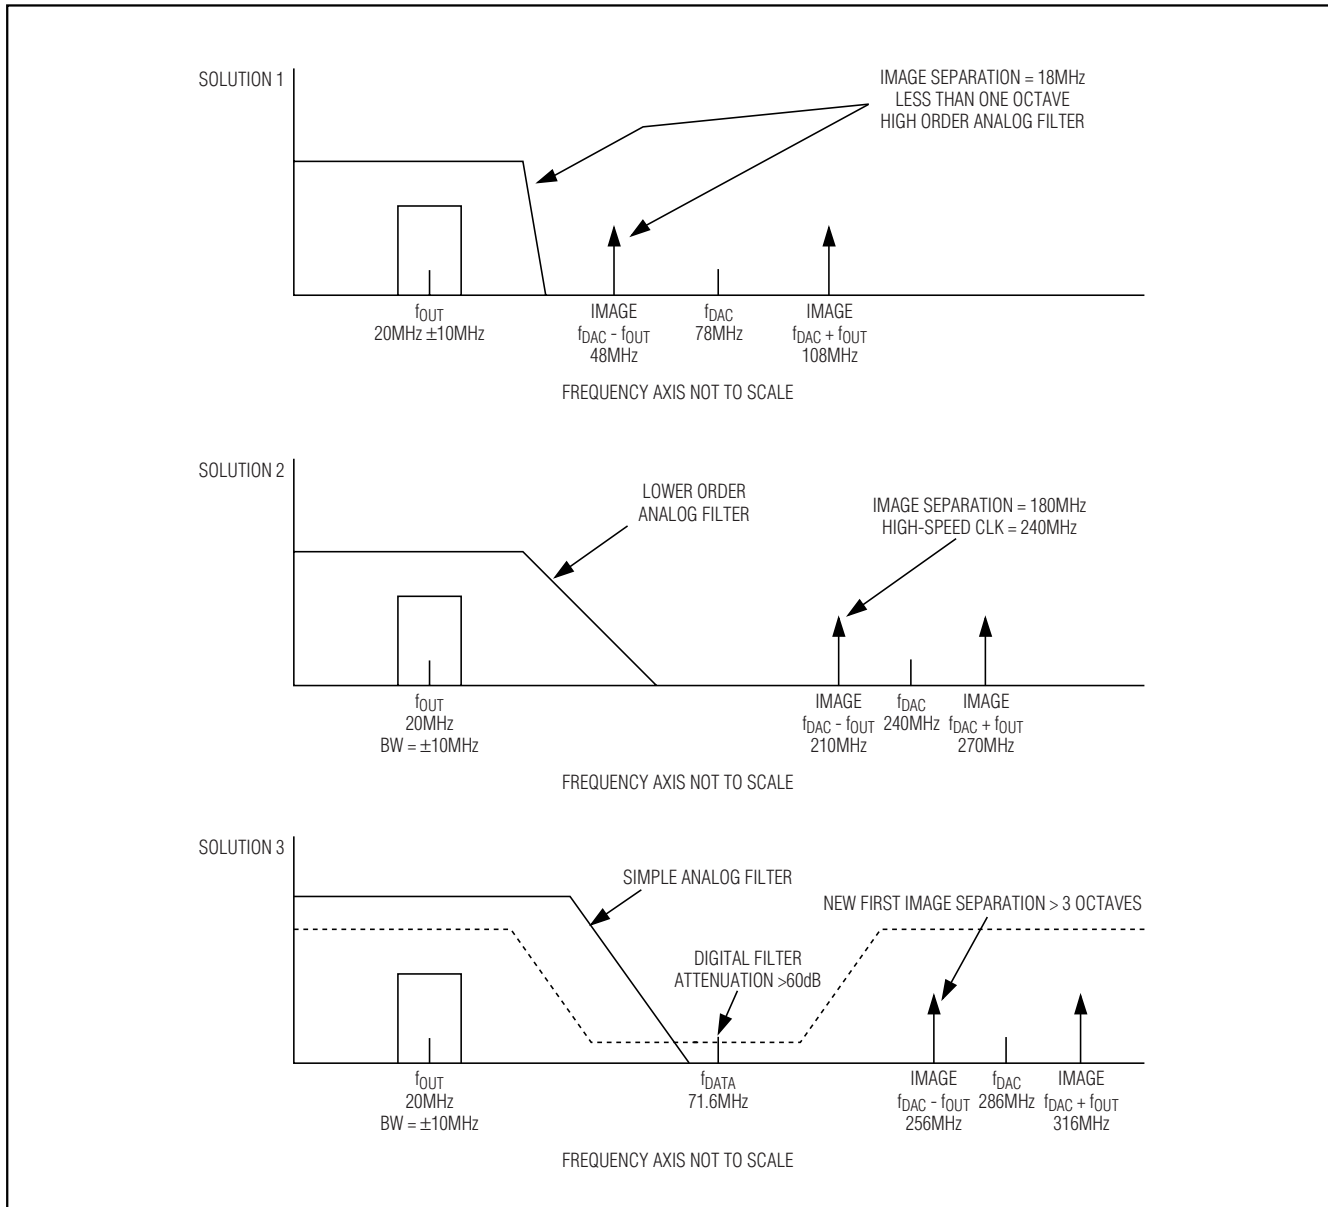 SOLUTION 1
IMAGE SEPARATION = 18MHz
LESS THAN ONE OCTAVE
HIGH ORDER ANALOG FILTER
fOUT
20MHz ±10MHz
IMAGE
fDAC - fOUT
48MHz
fDAC
78MHz
IMAGE
fDAC + fOUT
108MHz
FREQUENCY AXIS NOT TO SCALE
SOLUTION 2
LOWER ORDER
ANALOG FILTER
IMAGE SEPARATION = 180MHz
HIGH-SPEED CLK = 240MHz
fOUT
20MHz
BW = ±10MHz
IMAGE
fDAC - fOUT
210MHz
fDAC
240MHz
IMAGE
fDAC + fOUT
270MHz
FREQUENCY AXIS NOT TO SCALE
SOLUTION 3
SIMPLE ANALOG FILTER
NEW FIRST IMAGE SEPARATION > 3 OCTAVES
DIGITAL FILTER
ATTENUATION >60dB
fOUT
20MHz
BW = ±10MHz
fDATA
71.6MHz
IMAGE
fDAC - fOUT
256MHz
fDAC
286MHz
IMAGE
fDAC + fOUT
316MHz
FREQUENCY AXIS NOT TO SCALE